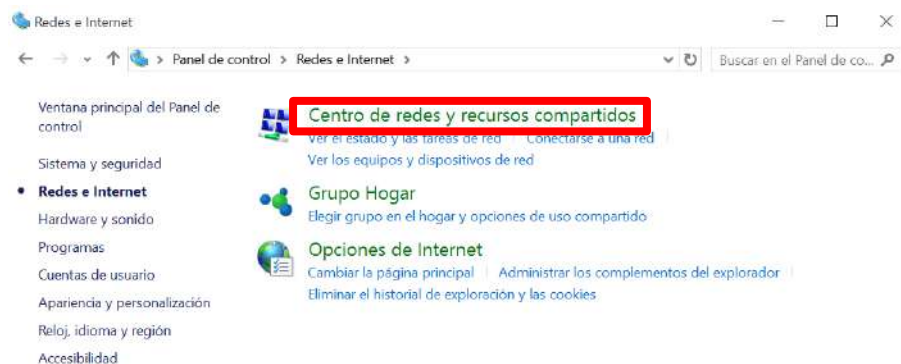 Redes e Internet
Panel de control > Redes e Internet >
Buscar en el Panel de co...
Ventana principal del Panel de
control
Sistema y seguridad
Redes e Internet
Hardware y sonido
Programas
Cuentas de usuario
Apariencia y personalización
Reloj, idioma y región
Accesibilidad
Centro de redes y recursos compartidos
Ver el estado y las tareas de red | Conectarse a una red
Ver los equipos y dispositivos de red
Grupo Hogar
Elegir grupo en el hogar y opciones de uso compartido
Opciones de Internet
Cambiar la página principal | Administrar los complementos del explorador
Eliminar el historial de exploración y las cookies